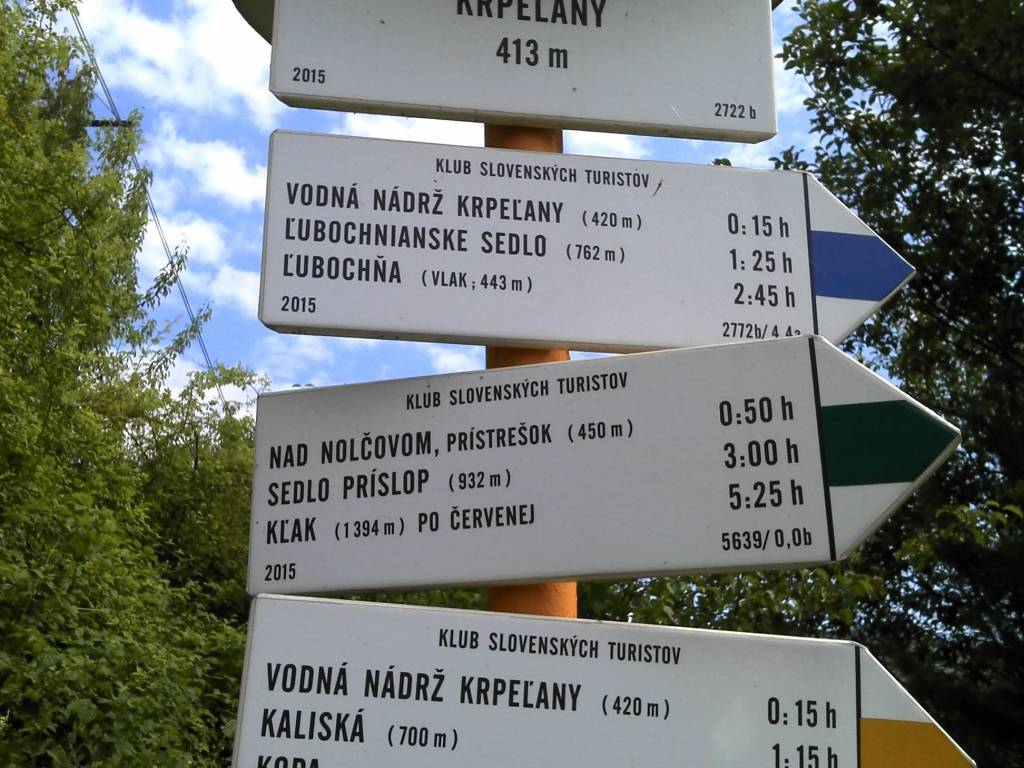 KRPEĽANY
413 m
2015 2722 b
KLUB SLOVENSKÝCH TURISTOV
VODNÁ NÁDRŽ KRPEĽANY (420 m) 0:15 h
ĽUBOCHNIANSKE SEDLO (762 m) 1:25 h
ĽUBOCHŇA (VLAK; 443 m) 2:45 h
2015 2772b/
KLUB SLOVENSKÝCH TURISTOV
NAD NOLČOVOM, PRÍSTREŠOK (450 m) 0:50 h
SEDLO PRÍSLOP (932 m) 3:00 h
KĽAK (1394 m) PO ČERVENEJ 5:25 h
2015 5639/0,0b
KLUB SLOVENSKÝCH TURISTOV
VODNÁ NÁDRŽ KRPEĽANY (420 m) 0:15 h
KALISKÁ (700 m) 1:15 h